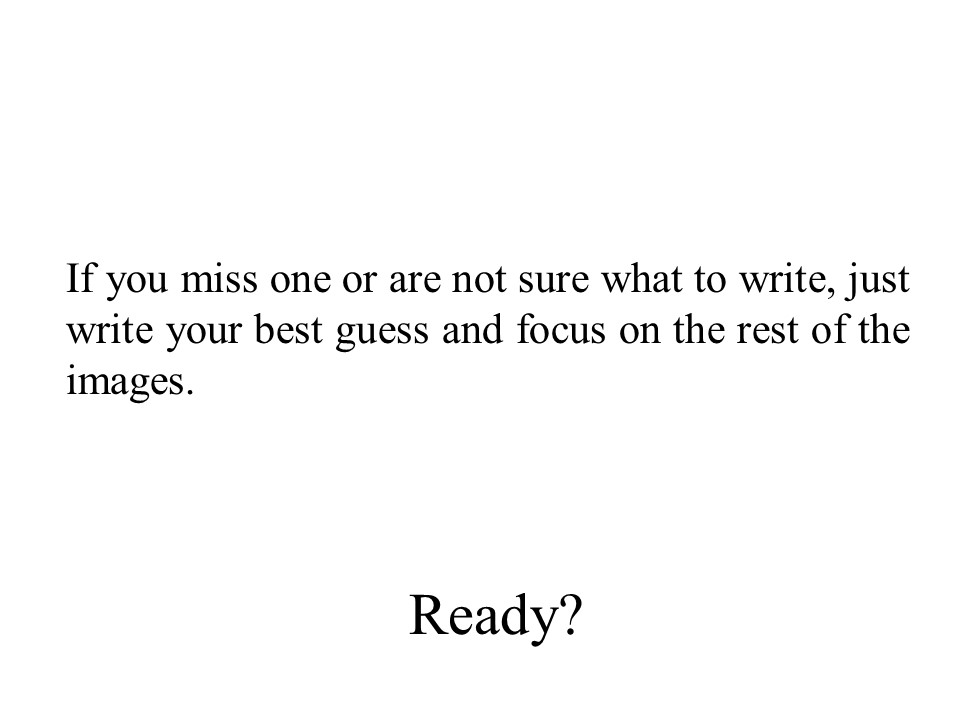 If you miss one or are not sure what to write, just
write your best guess and focus on the rest of the
images.
Ready?